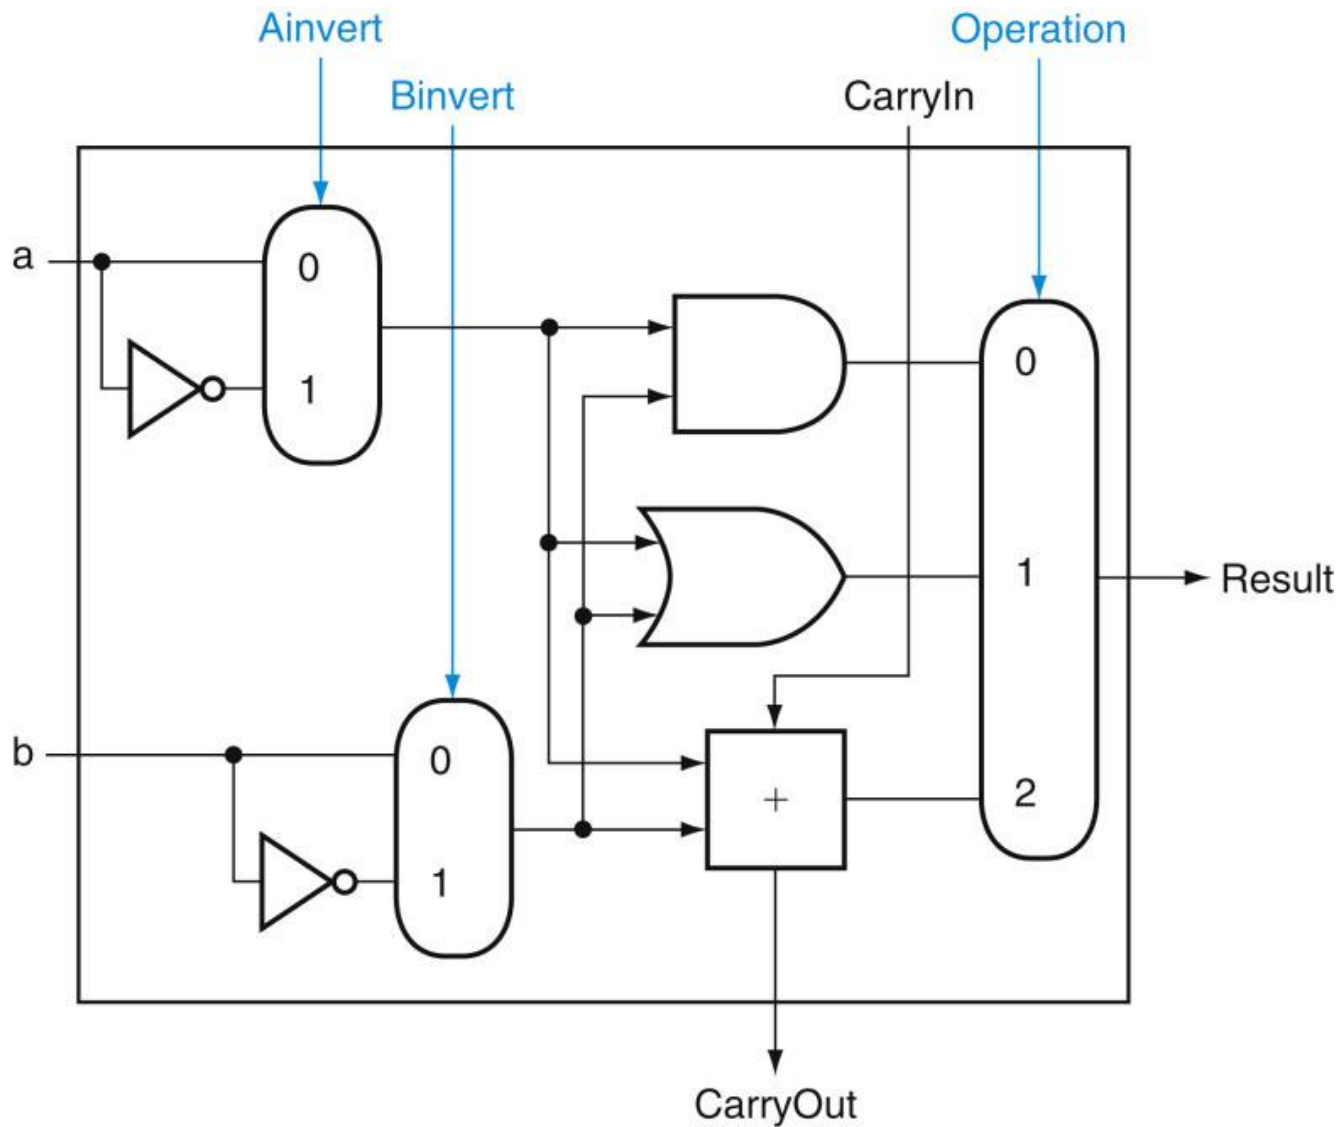 Ainvert
Operation
Binvert
CarryIn
a
0
1
0
1
Result
b
0
1
+
2
CarryOut